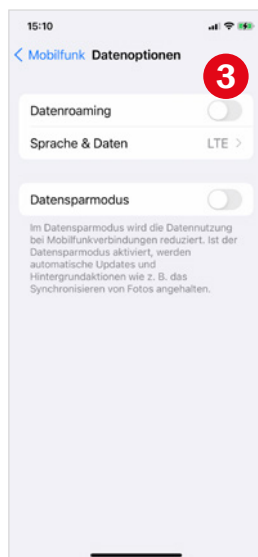 15:10
Mobilfunk Datenoptionen
3
Datenroaming
Sprache & Daten LTE
Datensparmodus
Im Datensparmodus wird die Datennutzung
bei Mobilfunkverbindungen reduziert. Ist der
Datensparmodus aktiviert, werden
automatische Updates und
Hintergrundaktionen wie z. B. das
Synchronisieren von Fotos angehalten.